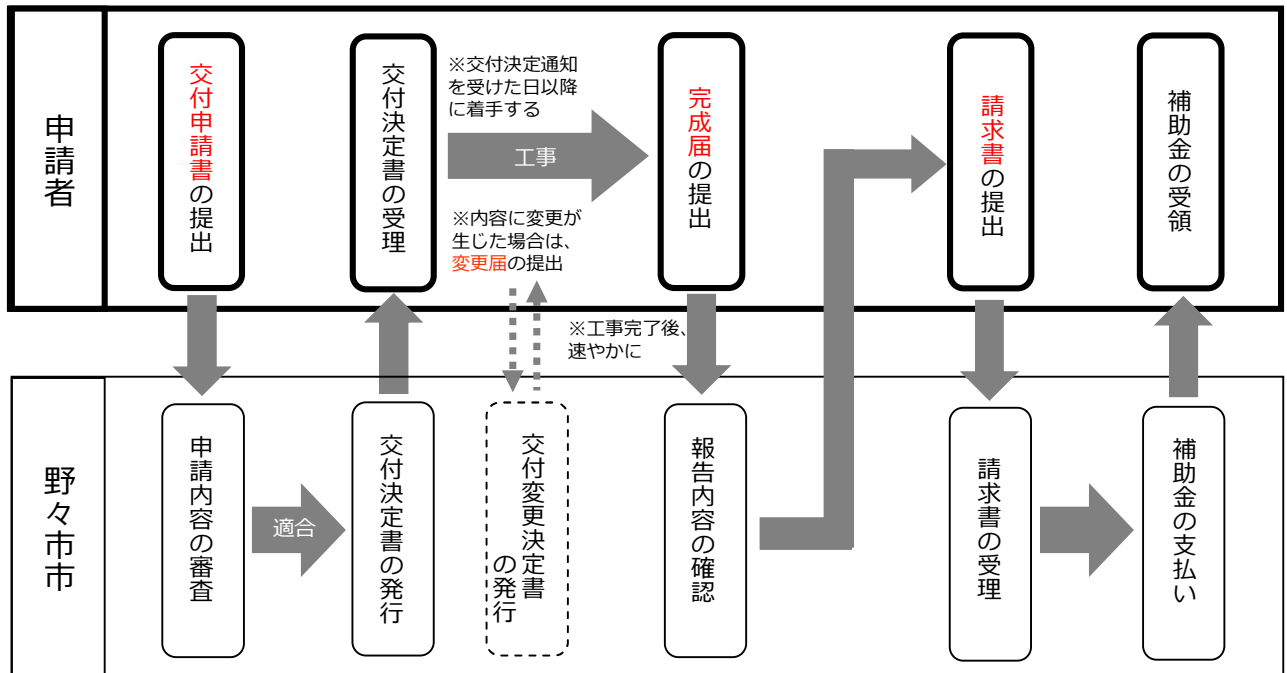 申請者
交付申請書の提出
交付決定書の受理
※交付決定通知
を受けた日以降
に着手する
工事
※内容に変更が
生じた場合は、
変更届の提出
完成届の提出
※工事完了後、
速やかに
請求書の提出
補助金の受領
野々市市
申請内容の審査
適合
交付決定書の発行
交付変更決定書
の発行
報告内容の確認
請求書の受理
補助金の支払い